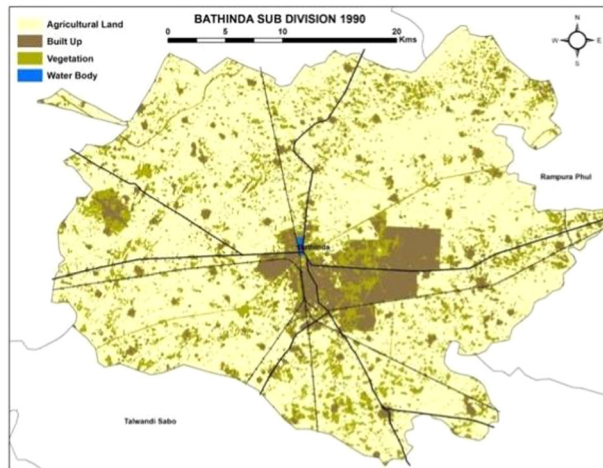 BATHINDA SUB DIVISION 1990
Agricultural Land
Built Up
Vegetation
Water Body
0 10 20
Kms
N
W E
S
Rampura Phul
Bathinda
Talwandi Sabo